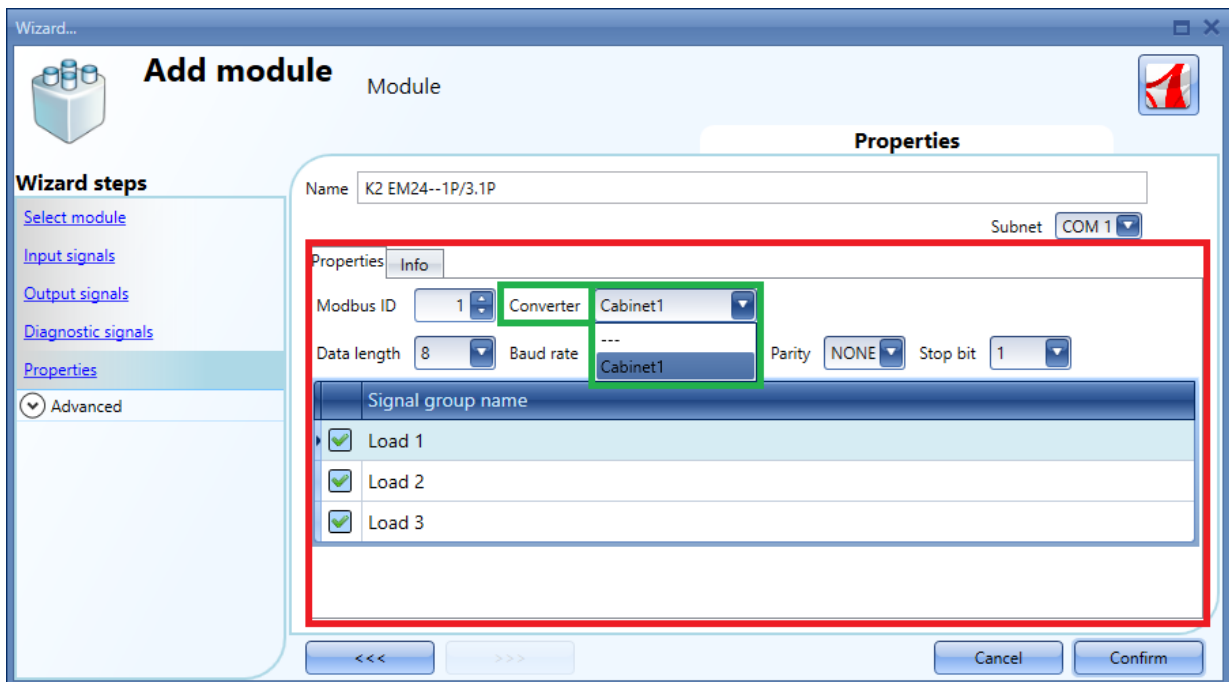 Wizard...
Add module
Module
Properties
Wizard steps
Select module
Input signals
Output signals
Diagnostic signals
Properties
Advanced
Name K2 EM24--1P/3.1P
Subnet COM 1
Properties Info
Modbus ID 1 Converter Cabinet1
---
Cabinet1
Data length 8 Baud rate Parity NONE Stop bit 1
Signal group name
Load 1
Load 2
Load 3
<<< >>> Cancel Confirm